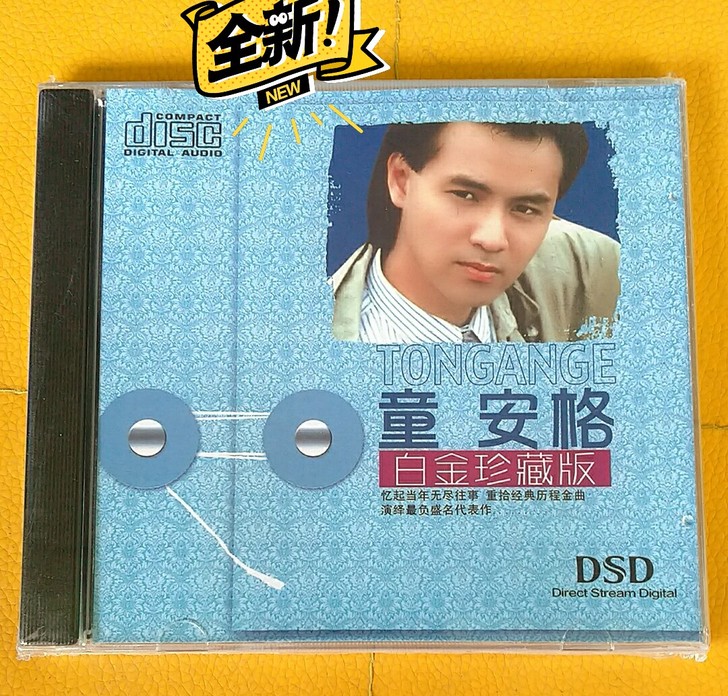 全新!
NEW
COMPACT
disc
DIGITAL AUDIO
TONGANGE
童安格
白金珍藏版
忆起当年无尽往事 重拾经典历程金曲
演绎最负盛名代表作......
DSD
Direct Stream Digital